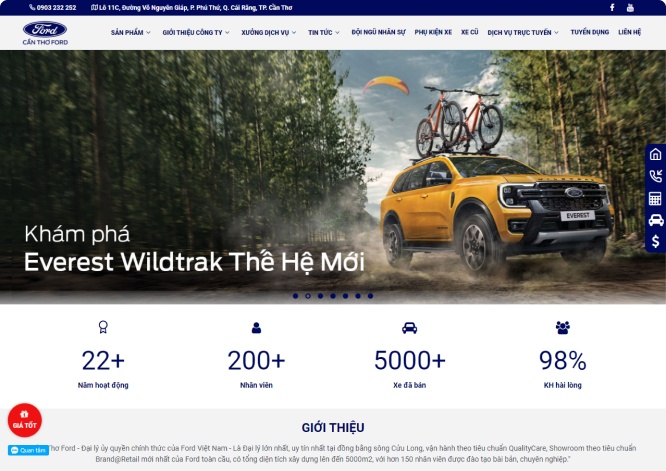 0903 232 252 Lô 11C, Đường Võ Nguyên Giáp, P. Phú Thứ, Q. Cái Răng, TP. Cần Thơ
Ford
CẦN THƠ FORD
SẢN PHẨM GIỚI THIỆU CÔNG TY XƯỞNG DỊCH VỤ TIN TỨC ĐỘI NGŨ NHÂN SỰ PHỤ KIỆN XE XE CŨ DỊCH VỤ TRỰC TUYẾN TUYỂN DỤNG LIÊN HỆ
EVEREST
Khám phá
Everest Wildtrak Thế Hệ Mới
22+ 200+ 5000+ 98%
Năm hoạt động Nhân viên Xe đã bán KH hài lòng
GIÁ TỐT
GIỚI THIỆU
Quan tâm
Thơ Ford - Đại lý ủy quyền chính thức của Ford Việt Nam - Là Đại lý lớn nhất, uy tín nhất tại đồng bằng sông Cửu Long, vận hành theo tiêu chuẩn QualityCare, Showroom theo tiêu chuẩn
Brand@Retail mới nhất của Ford toàn cầu, có tổng diện tích xây dựng lên đến 5000m2, với hơn 150 nhân viên được đào tạo bài bản, chuyên nghiệp."